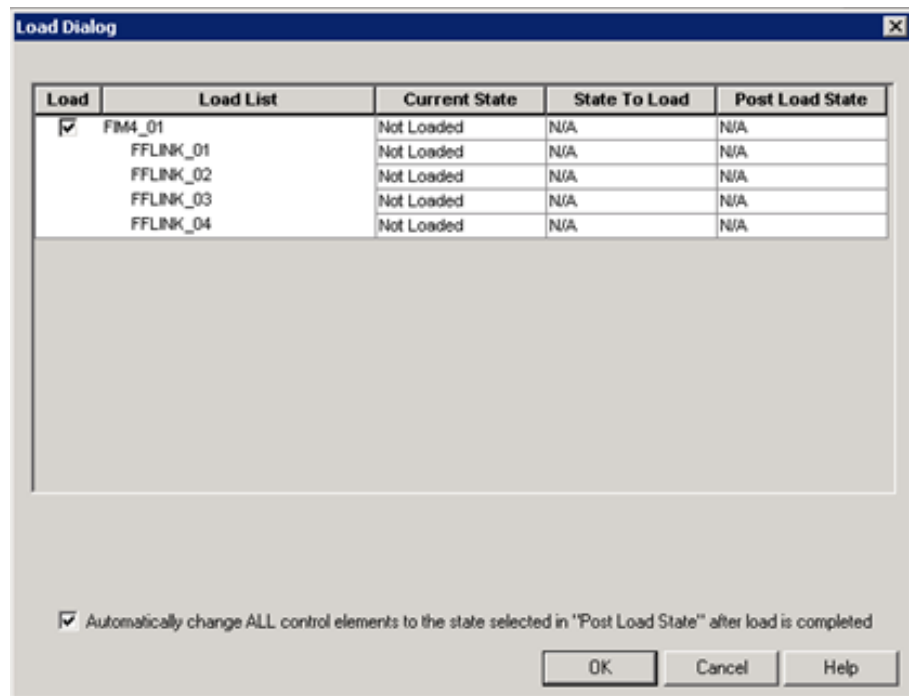 Load Dialog
Load Load List Current State State To Load Post Load State
FIM4_01 Not Loaded N/A N/A
FFLINK_01 Not Loaded N/A N/A
FFLINK_02 Not Loaded N/A N/A
FFLINK_03 Not Loaded N/A N/A
FFLINK_04 Not Loaded N/A N/A
Automatically change ALL control elements to the state selected in "Post Load State" after load is completed
OK Cancel Help